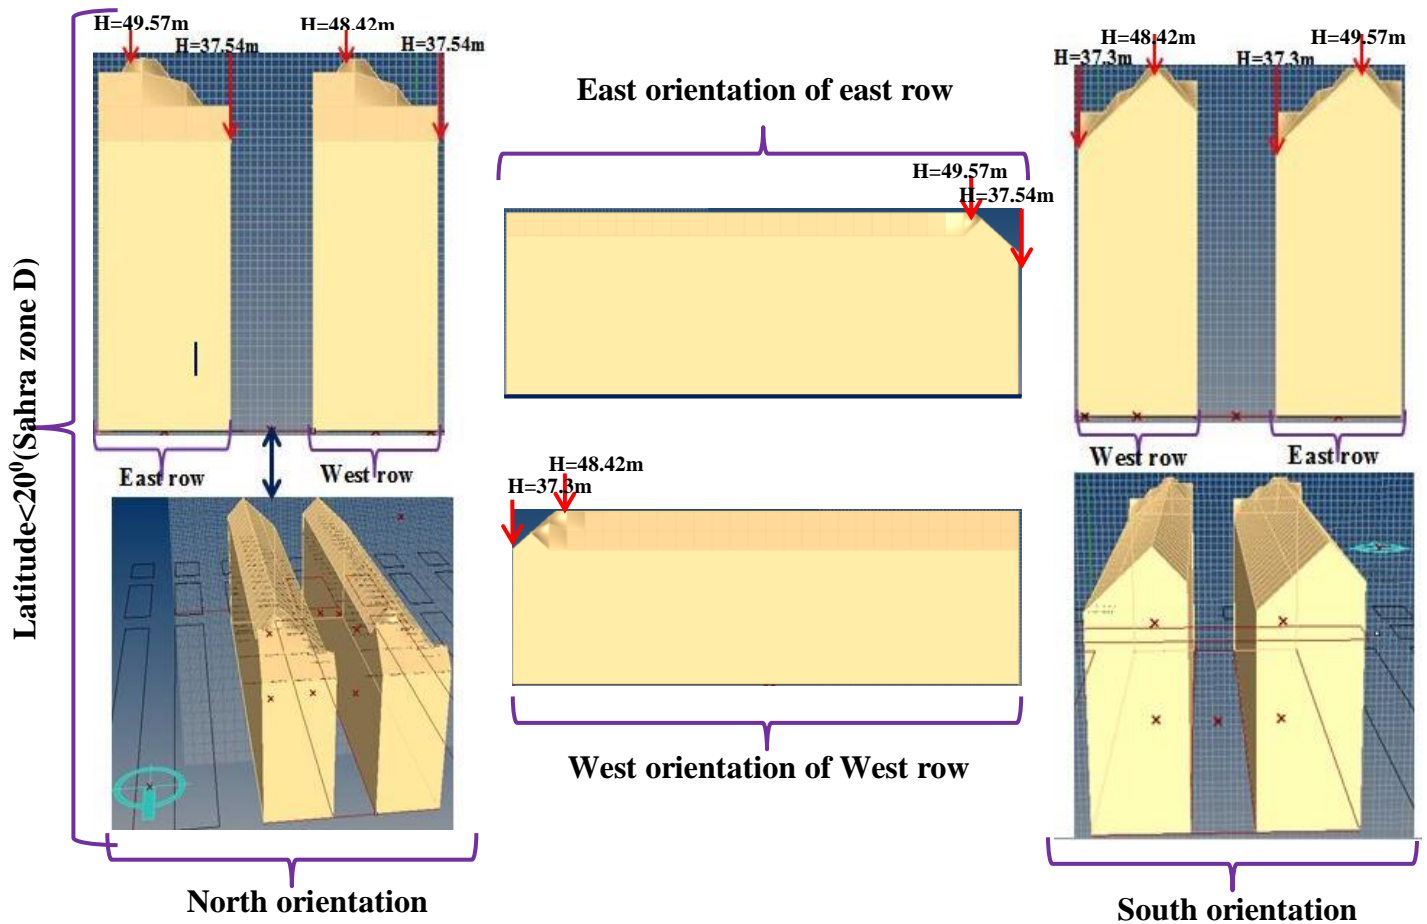 Latitude<20⁰(Sahra zone D)
H=49.57m
H=48.42m
H=37.54m
H=37.54m
East row
West row
North orientation
East orientation of east row
H=49.57m
H=37.54m
H=48.42m
H=37.3m
West orientation of West row
H=48.42m
H=49.57m
H=37.3m
H=37.3m
West row
East row
South orientation